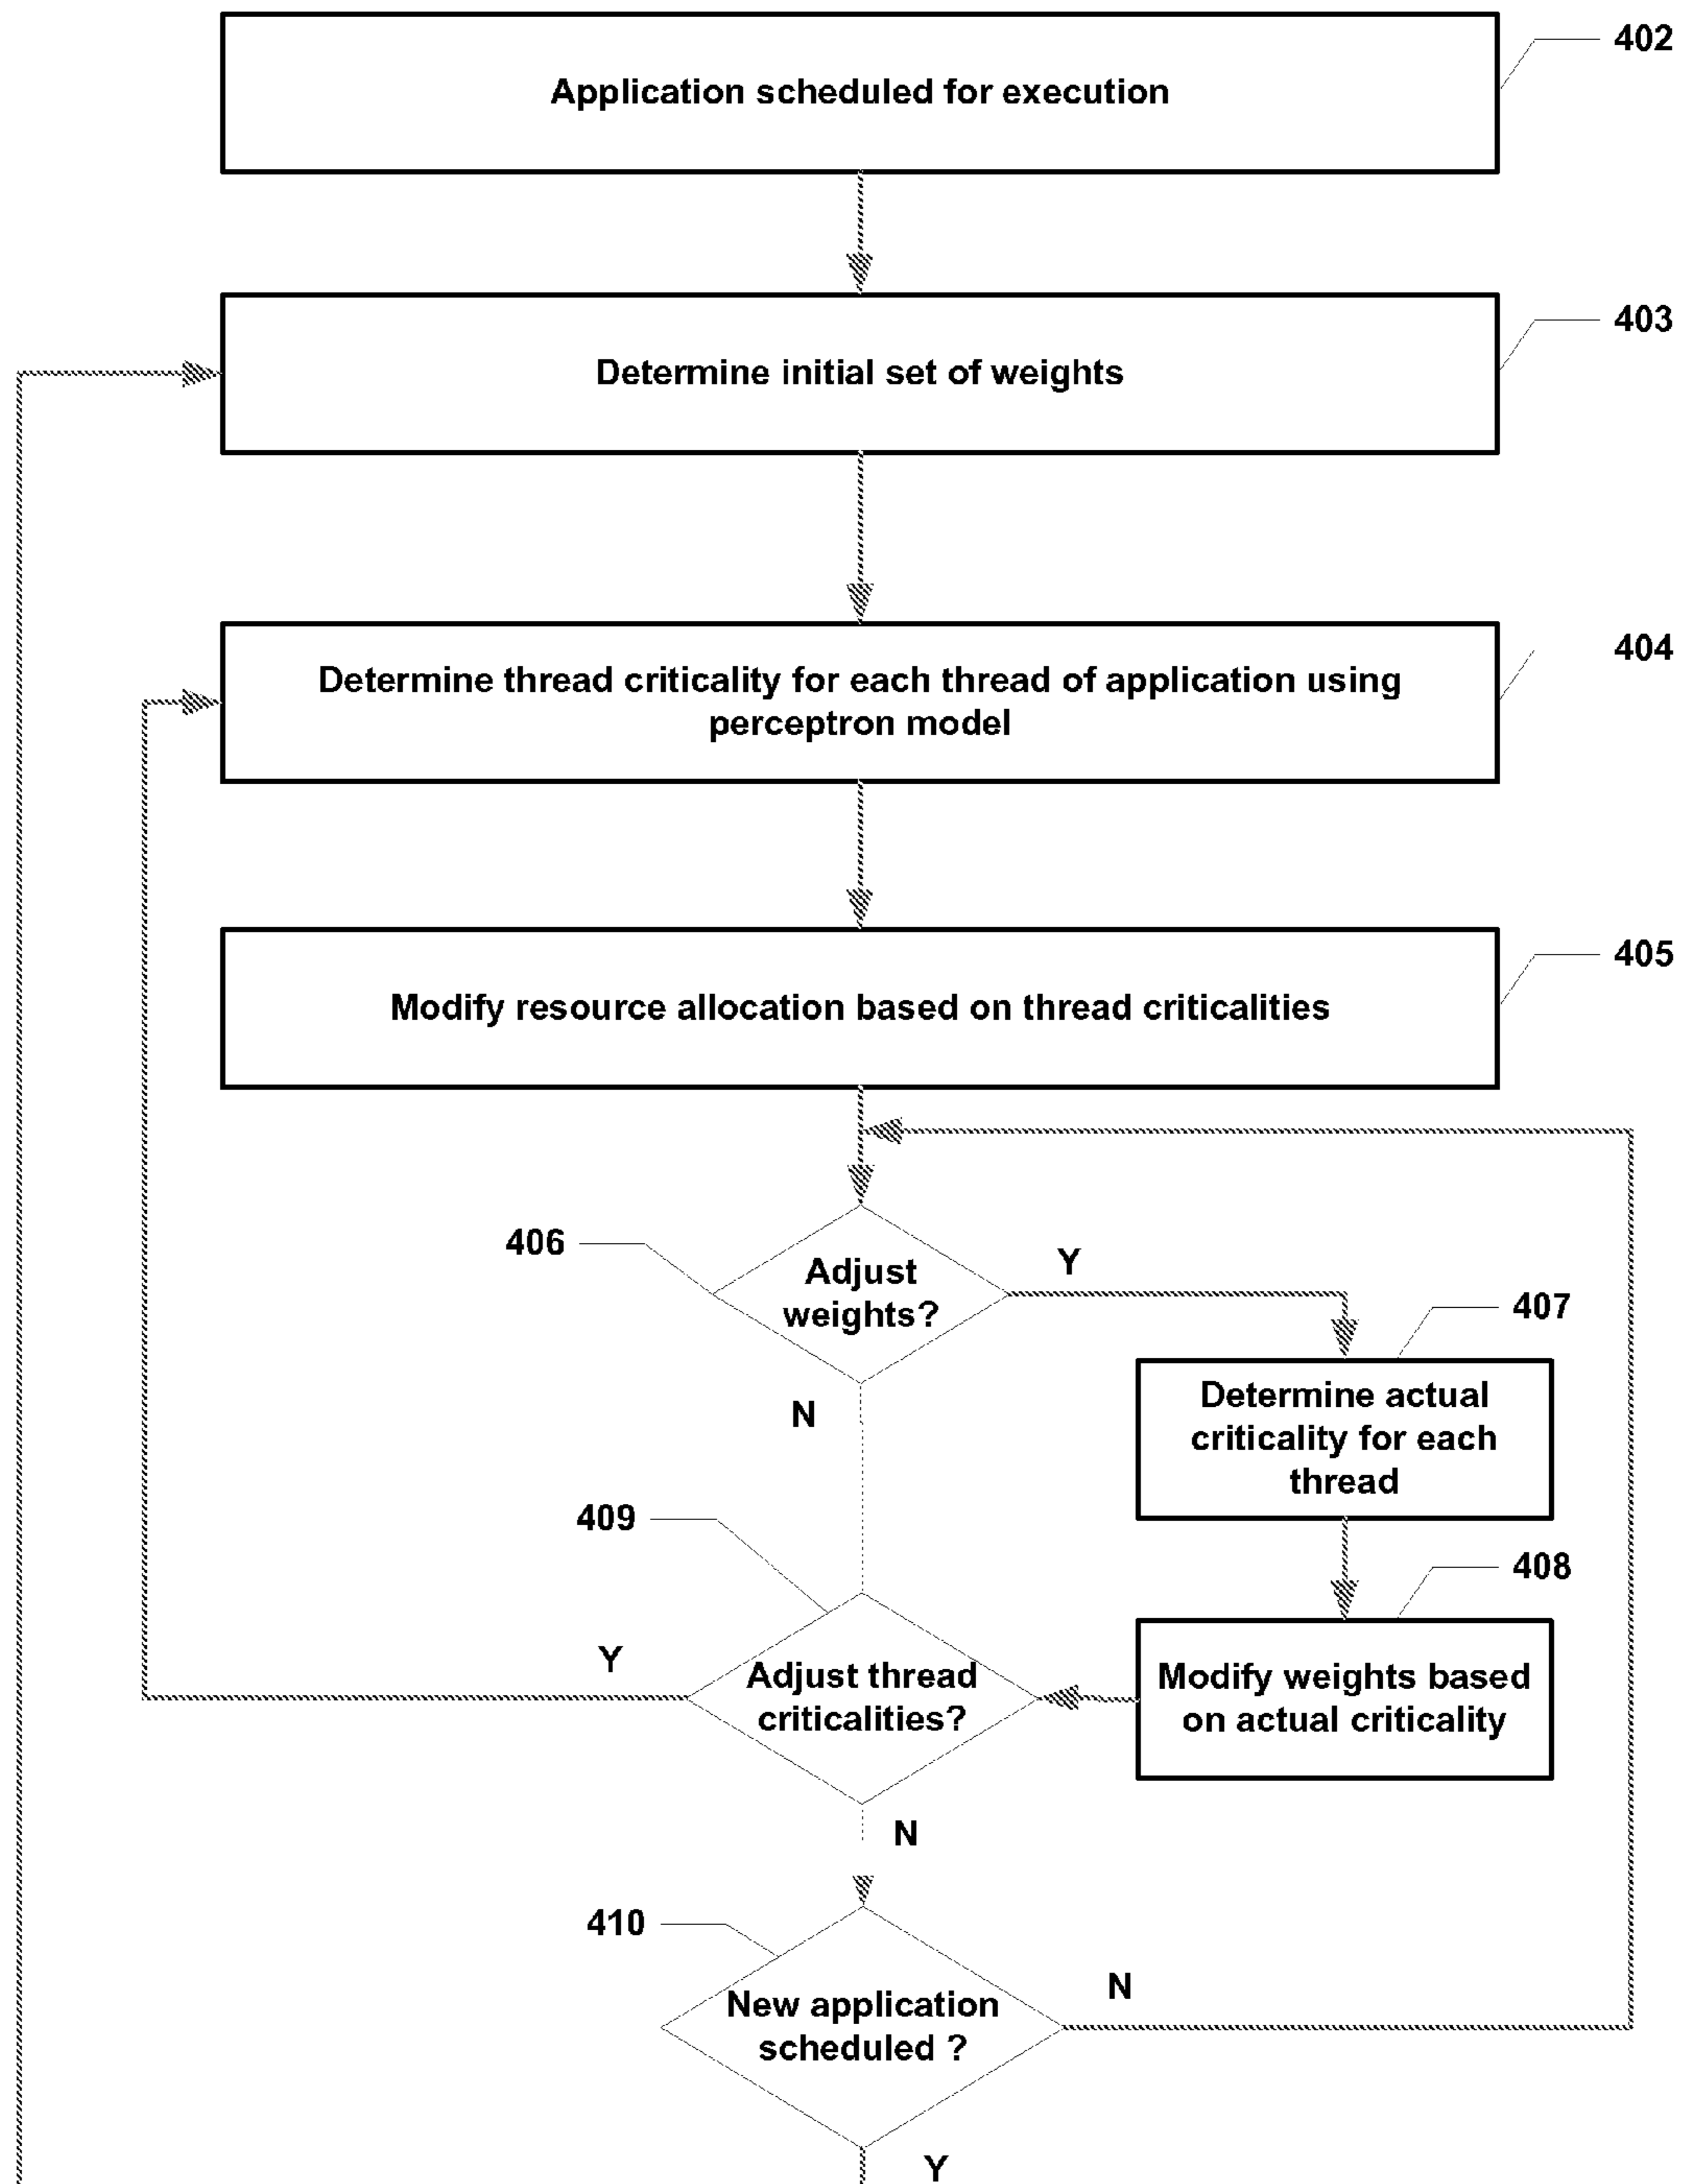 402
Application scheduled for execution
403
Determine initial set of weights
404
Determine thread criticality for each thread of application using
perceptron model
405
Modify resource allocation based on thread criticalities
406
Adjust
weights?
Y
N
407
Determine actual
criticality for each
thread
408
Modify weights based
on actual criticality
409
Adjust thread
criticalities?
Y
N
410
New application
scheduled ?
N
Y